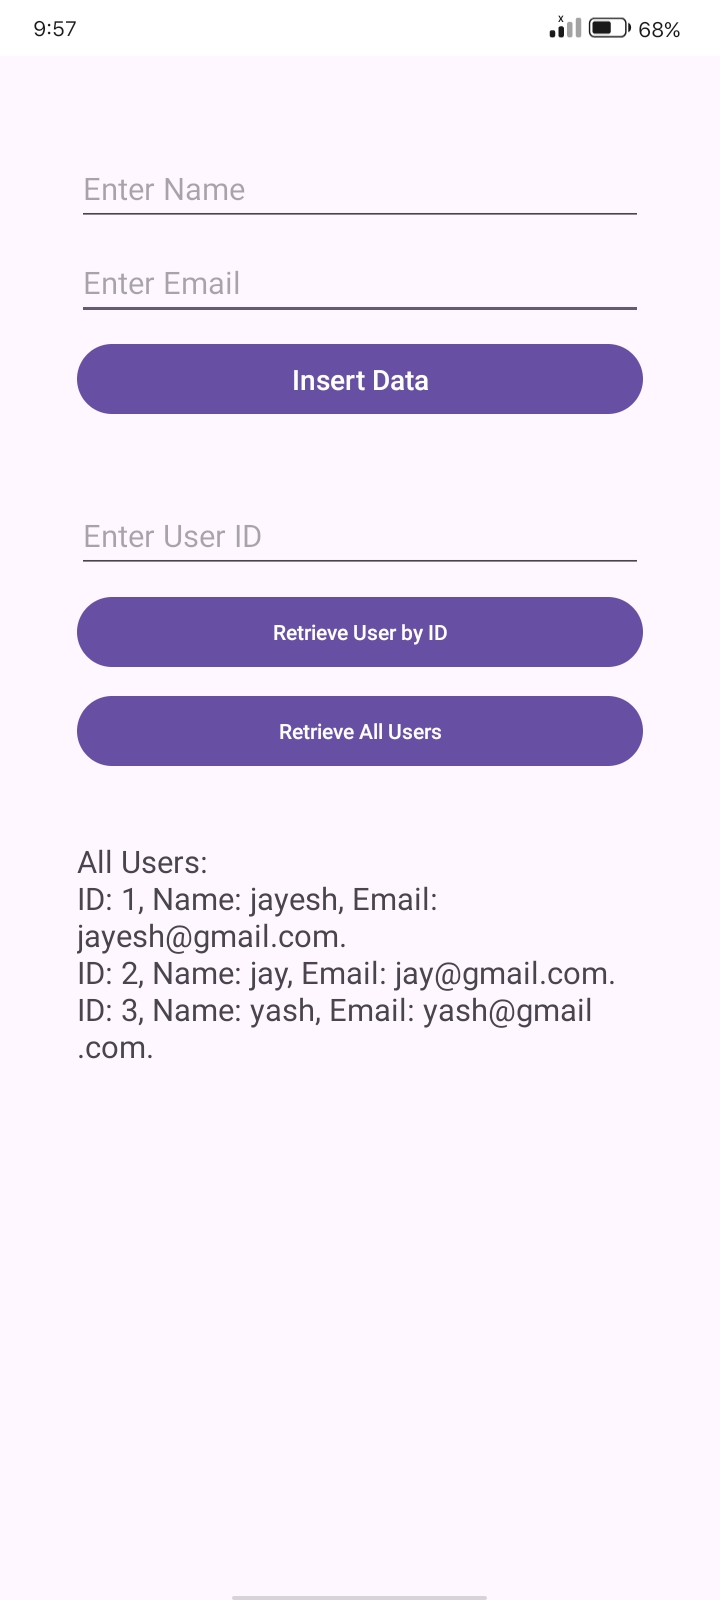 9:57
x
68%
Enter Name
Enter Email
Insert Data
Enter User ID
Retrieve User by ID
Retrieve All Users
All Users:
ID: 1, Name: jayesh, Email:
jayesh@gmail.com.
ID: 2, Name: jay, Email: jay@gmail.com.
ID: 3, Name: yash, Email: yash@gmail
.com.